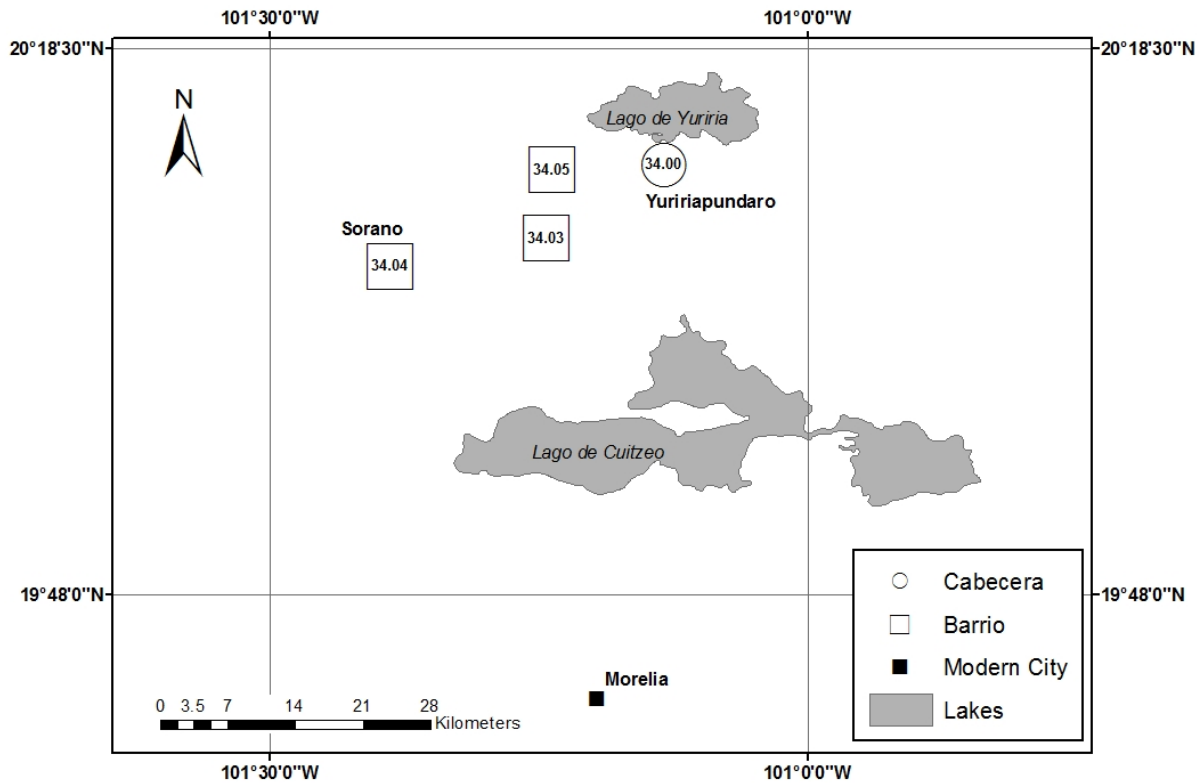 101°30'0"W
101°0'0"W
20°18'30"N
20°18'30"N
N
Lago de Yuriria
34.05
34.00
Yuririapundaro
Sorano
34.03
34.04
Lago de Cuitzeo
19°48'0"N
19°48'0"N
Cabecera
Barrio
Modern City
Lakes
Morelia
0 3.5 7 14 21 28
Kilometers
101°30'0"W
101°0'0"W